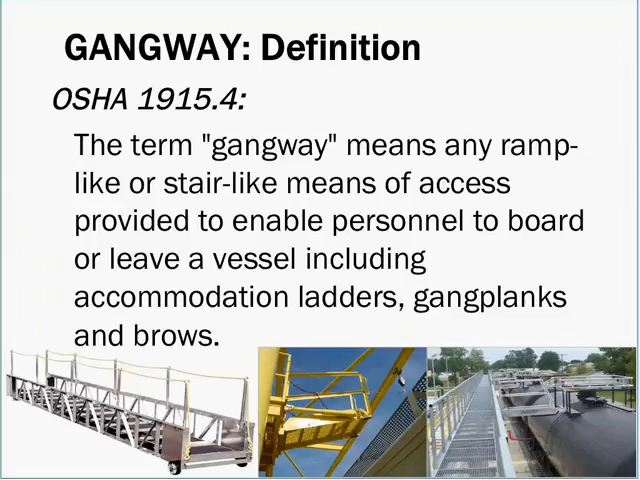 GANGWAY: Definition
OSHA 1915.4:
The term "gangway" means any ramp-
like or stair-like means of access
provided to enable personnel to board
or leave a vessel including
accommodation ladders, gangplanks
and brows.